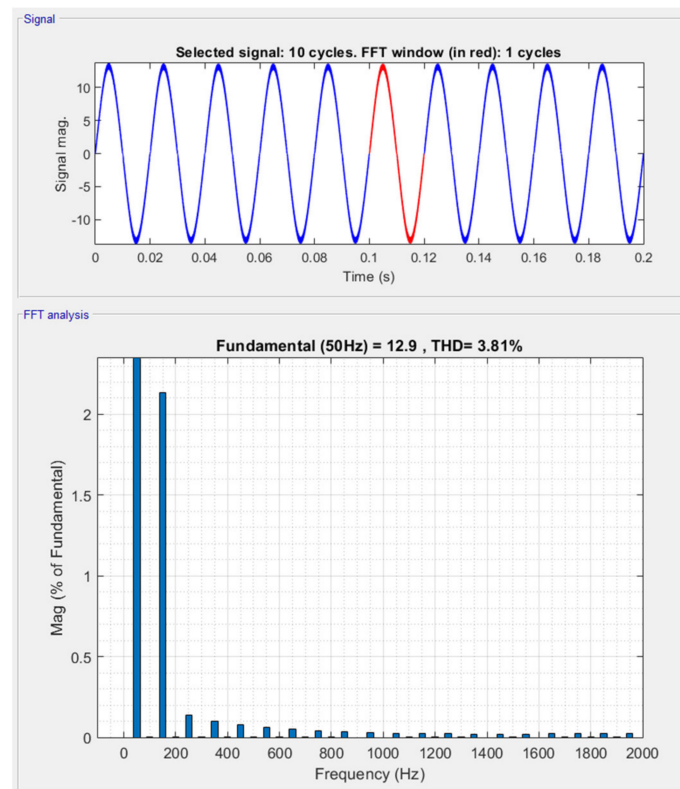 Signal
Selected signal: 10 cycles. FFT window (in red): 1 cycles
Signal mag.
10
5
0
-5
-10
0 0.02 0.04 0.06 0.08 0.1 0.12 0.14 0.16 0.18 0.2
Time (s)
FFT analysis
Fundamental (50Hz) = 12.9 , THD= 3.81%
Mag (% of Fundamental)
2
1.5
1
0.5
0
0 200 400 600 800 1000 1200 1400 1600 1800 2000
Frequency (Hz)